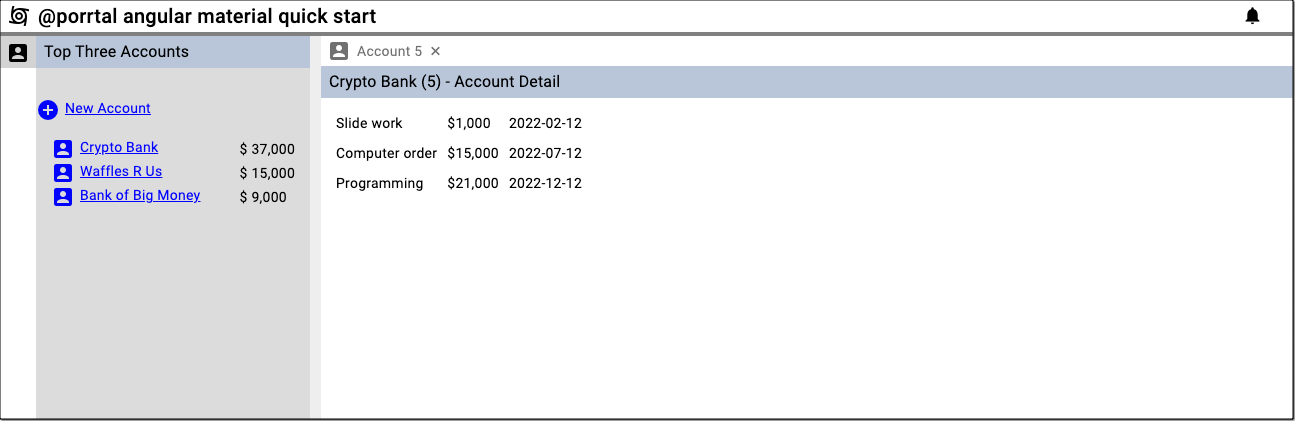 @porrtal angular material quick start
Top Three Accounts
New Account
Crypto Bank $ 37,000
Waffles R Us $ 15,000
Bank of Big Money $ 9,000
Account 5 ×
Crypto Bank (5) - Account Detail
Slide work $1,000 2022-02-12
Computer order $15,000 2022-07-12
Programming $21,000 2022-12-12